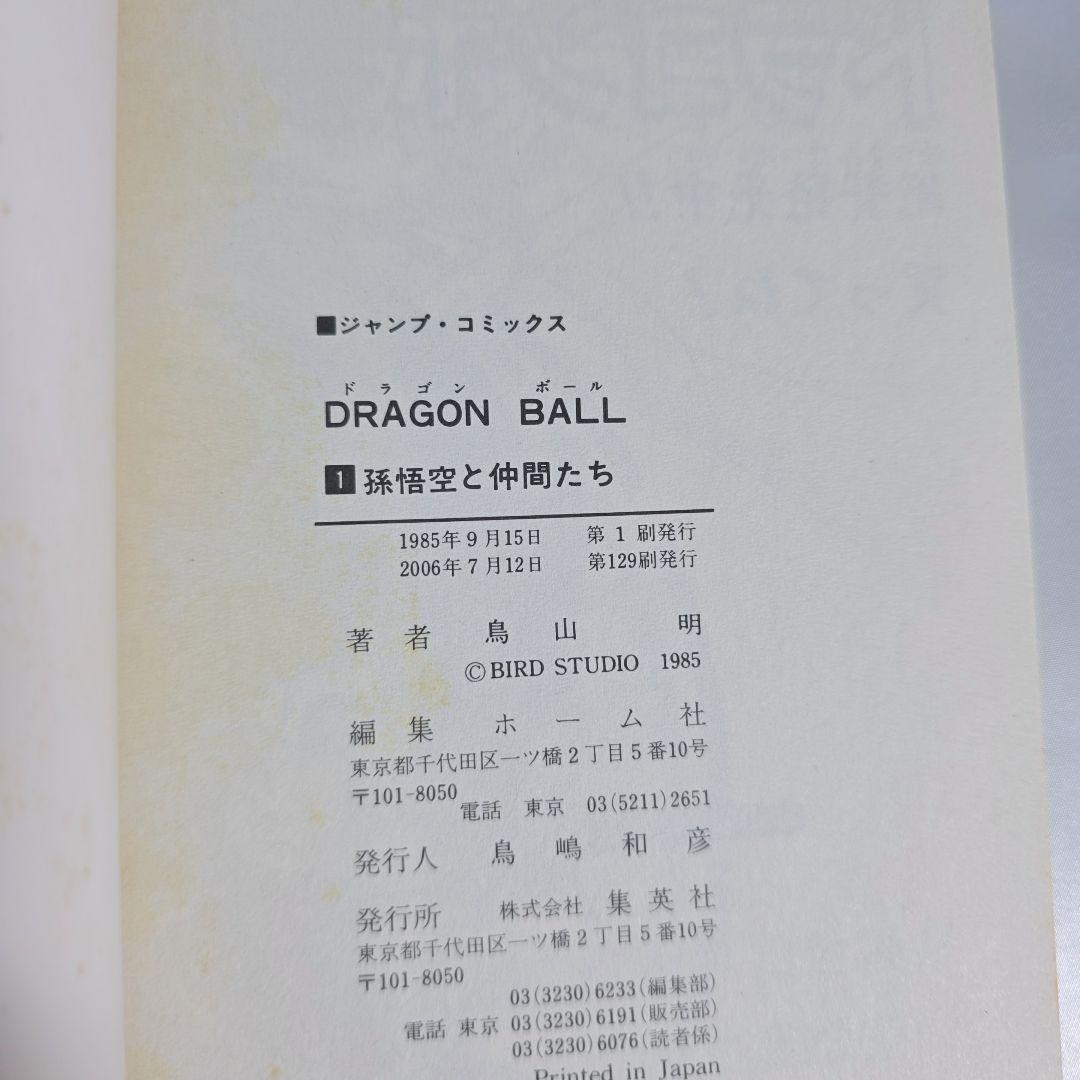 ■ジャンプ・コミックス
ドラゴン ボール
DRAGON BALL
1 孫悟空と仲間たち
1985年9月15日 第1刷発行
2006年7月12日 第129刷発行
著者 鳥山 明
©BIRD STUDIO 1985
編集 ホーム社
東京都千代田区一ツ橋2丁目5番10号
〒101-8050
電話 東京 03(5211)2651
発行人 鳥嶋和彦
発行所 株式会社 集英社
東京都千代田区一ツ橋2丁目5番10号
〒101-8050
03(3230)6233(編集部)
電話 東京 03(3230)6191(販売部)
03(3230)6076(読者係)
Printed in Japan